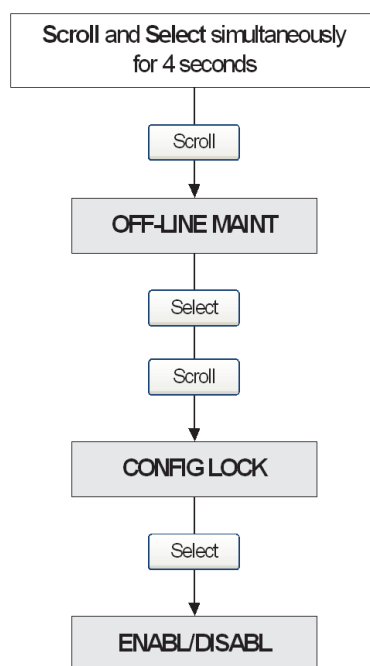 Scroll and Select simultaneously
for 4 seconds
Scroll
OFF-LINE MAINT
Select
Scroll
CONFIG LOCK
Select
ENABL/DISABL